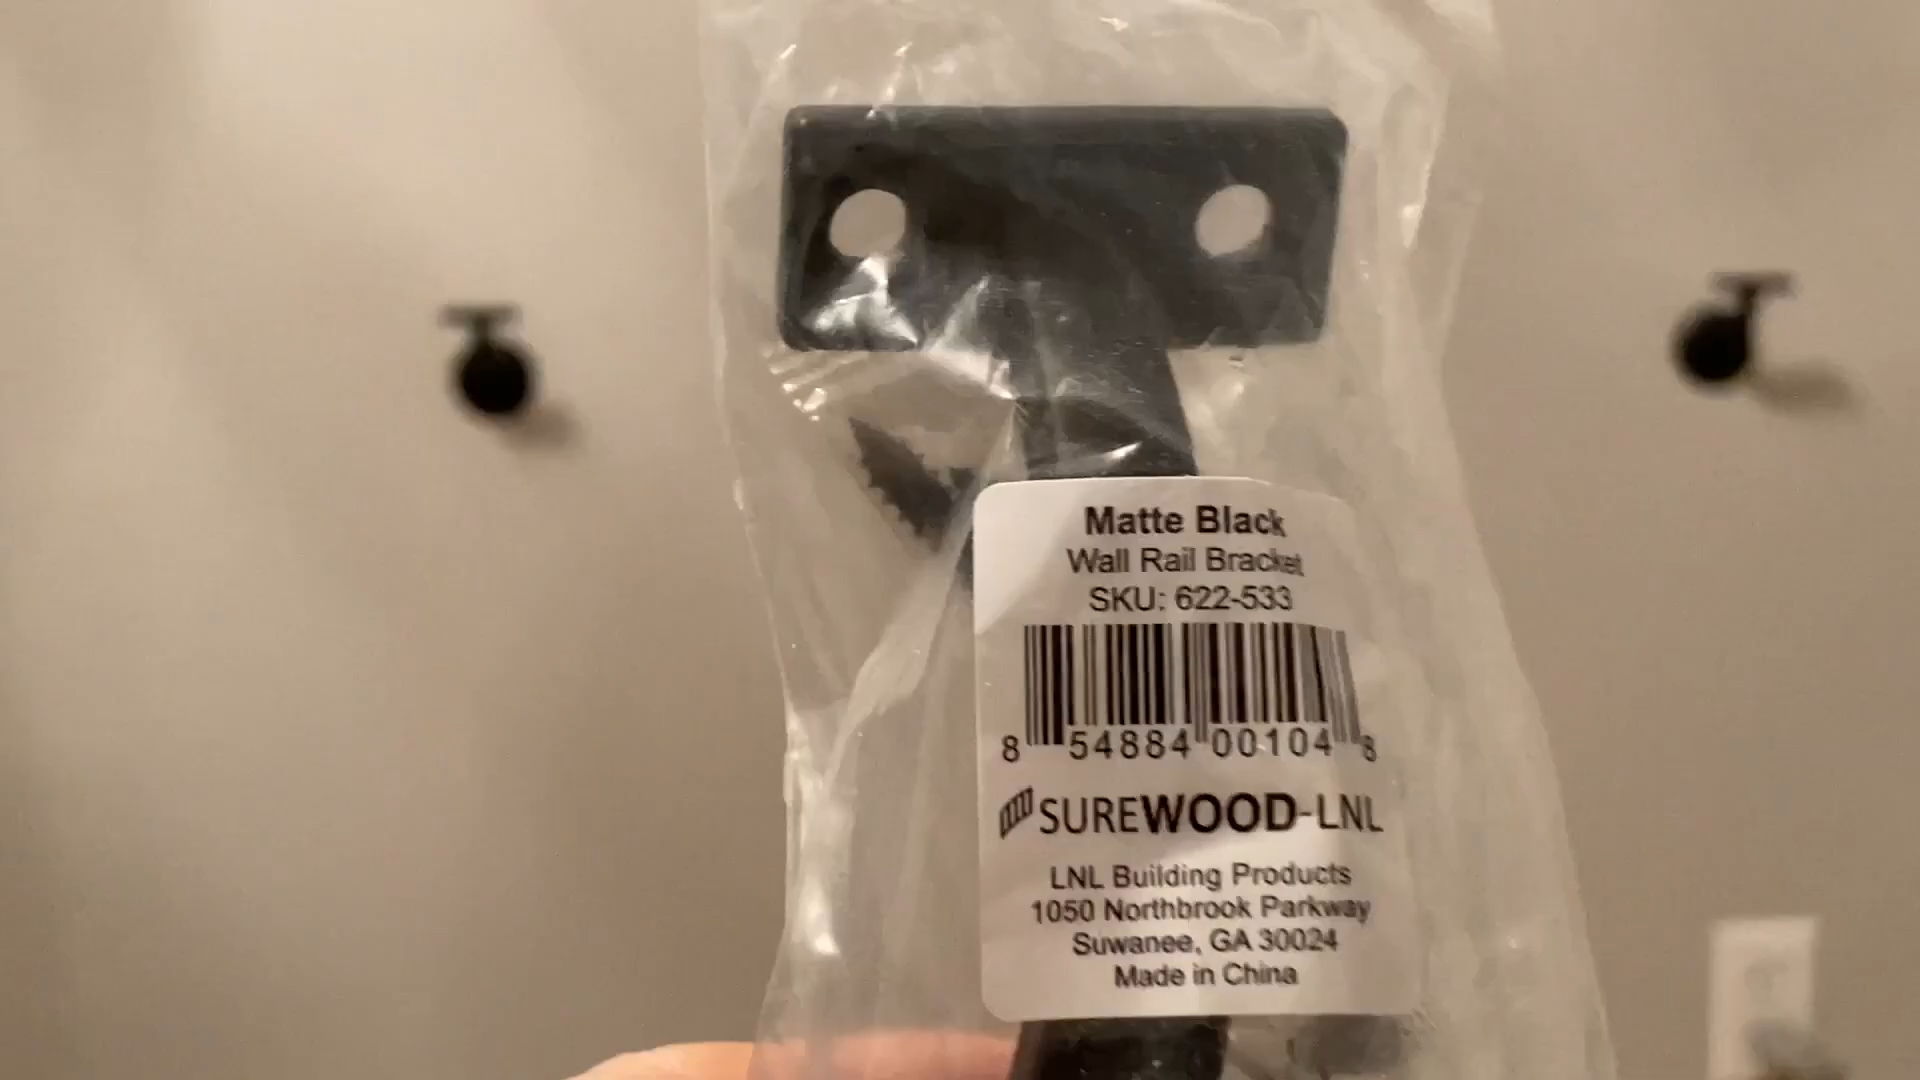 Matte Black
Wall Rail Bracket
SKU: 622-533
8 54884 00104 8
SUREWOOD-LNL
LNL Building Products
1050 Northbrook Parkway
Suwanee, GA 30024
Made in China